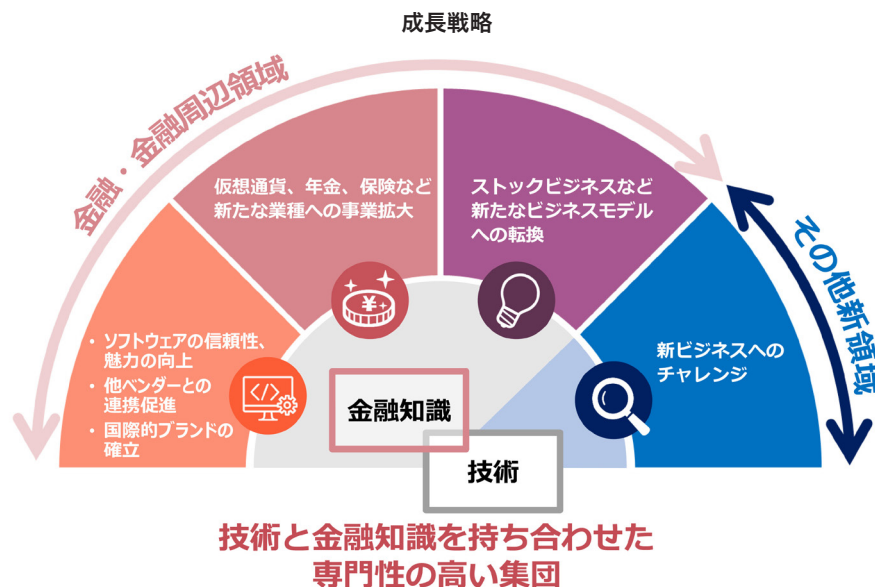 成長戦略
金融・金融周辺領域
その他新領域
仮想通貨、年金、保険など
新たな業種への事業拡大
ストックビジネスなど
新たなビジネスモデル
への転換
・ソフトウェアの信頼性、
魅力の向上
・他ベンダーとの
連携促進
・国際的ブランドの
確立
新ビジネスへの
チャレンジ
¥
</>
金融知識
技術
技術と金融知識を持ち合わせた
専門性の高い集団